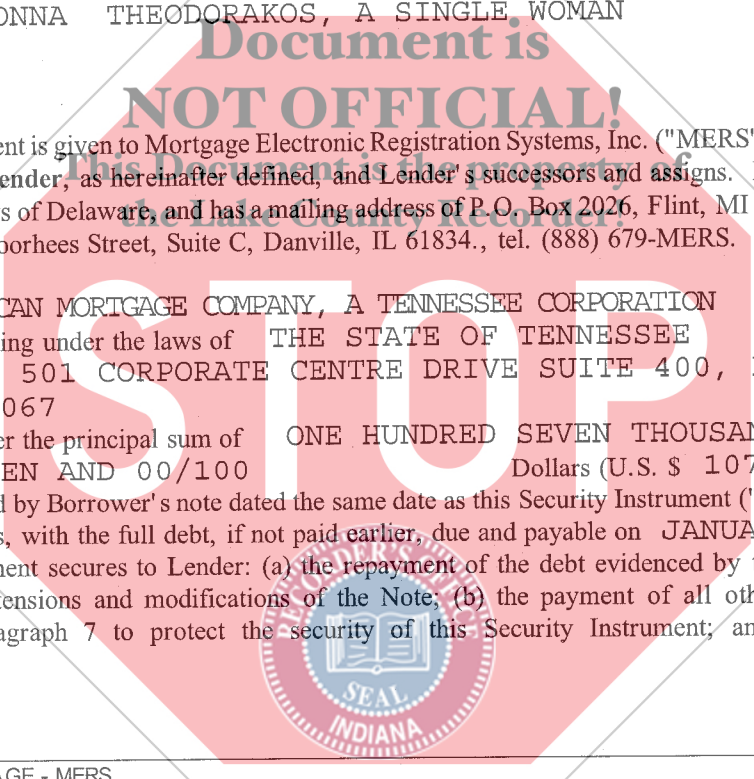 ONNA THEODORAKOS, A SINGLE WOMAN
Document is
NOT OFFICIAL!
ent is given to Mortgage Electronic Registration Systems, Inc. ("MERS"
This Document is the property of
ender, as hereinafter defined, and Lender's successors and assigns.
the Lake County Recorder!
s of Delaware, and has a mailing address of P.O. Box 2026, Flint, MI
oorhees Street, Suite C, Danville, IL 61834., tel. (888) 679-MERS.
STOP
CAN MORTGAGE COMPANY, A TENNESSEE CORPORATION
ing under the laws of THE STATE OF TENNESSEE
501 CORPORATE CENTRE DRIVE SUITE 400,
067
er the principal sum of ONE HUNDRED SEVEN THOUSAN
EN AND 00/100 Dollars (U.S. $ 107
d by Borrower's note dated the same date as this Security Instrument ("
s, with the full debt, if not paid earlier, due and payable on JANUA
nent secures to Lender: (a) the repayment of the debt evidenced by
tensions and modifications of the Note; (b) the payment of all oth
agraph 7 to protect the security of this Security Instrument; an
RECORDER'S OFFICE
SEAL
INDIANA
AGE - MERS